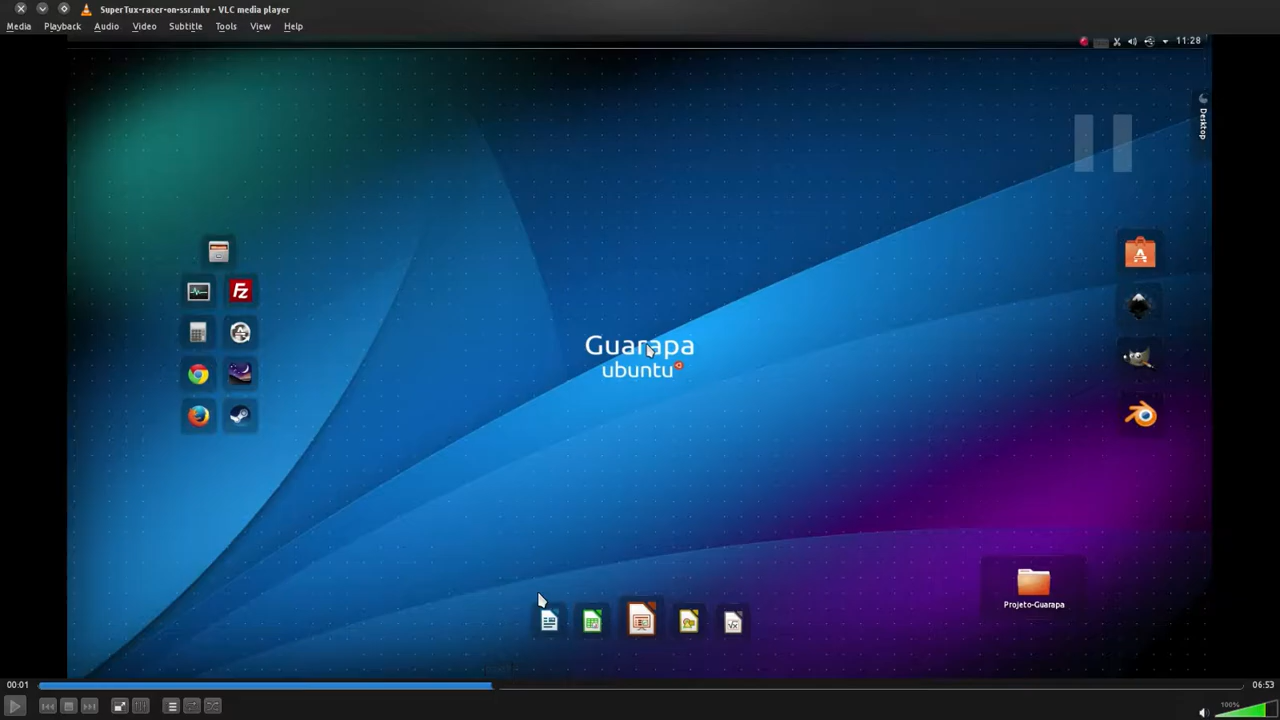 SuperTux-racer-on-ssr.mkv - VLC media player
Media Playback Audio Video Subtitle Tools View Help
11:28
Desktop
FZ
Guarapa
ubuntu
Projeto-Guarapa
00:01
06:53
100%